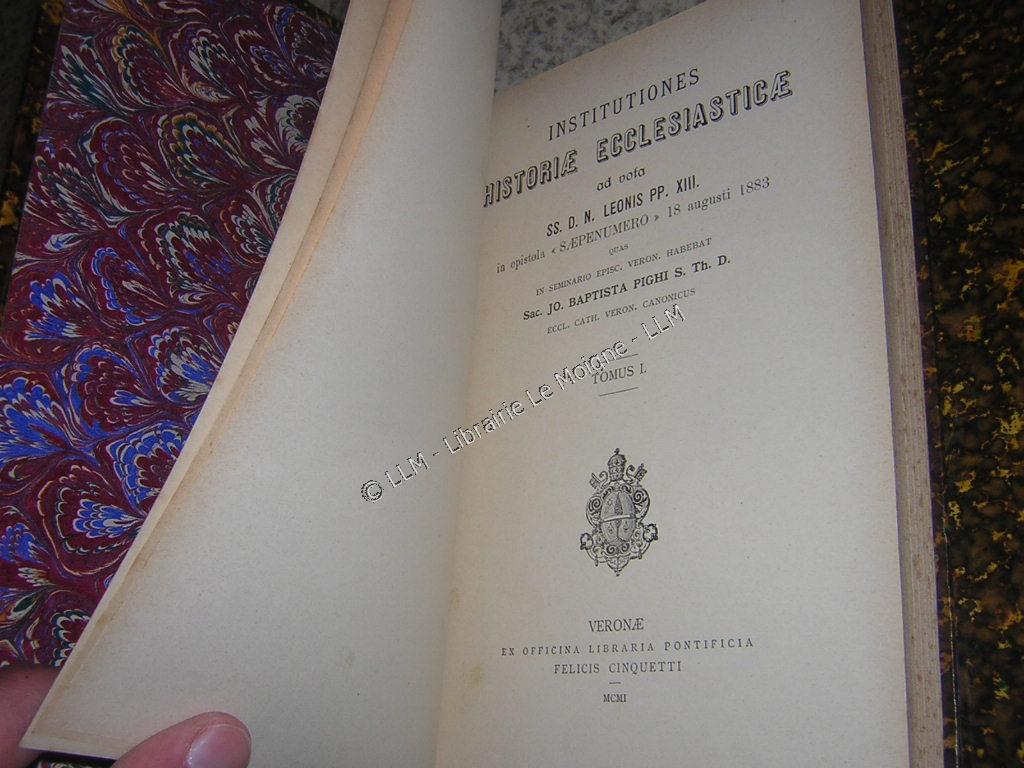 INSTITUTIONES
HISTORIÆ ECCLESIASTICÆ
ad vota
SS. D. N. LEONIS PP. XIII.
in epistola « SÆPENUMERO » 18 augusti 1883
QUAS
IN SEMINARIO EPISC. VERON. HABEBAT
Sac. JO. BAPTISTA PIGHI S. Th. D.
ECCL. CATH. VERON. CANONICUS
TOMUS I.
© LLM - Librairie Le Moigne - LLM
VERONÆ
EX OFFICINA LIBRARIA PONTIFICIA
FELICIS CINQUETTI
MCMI